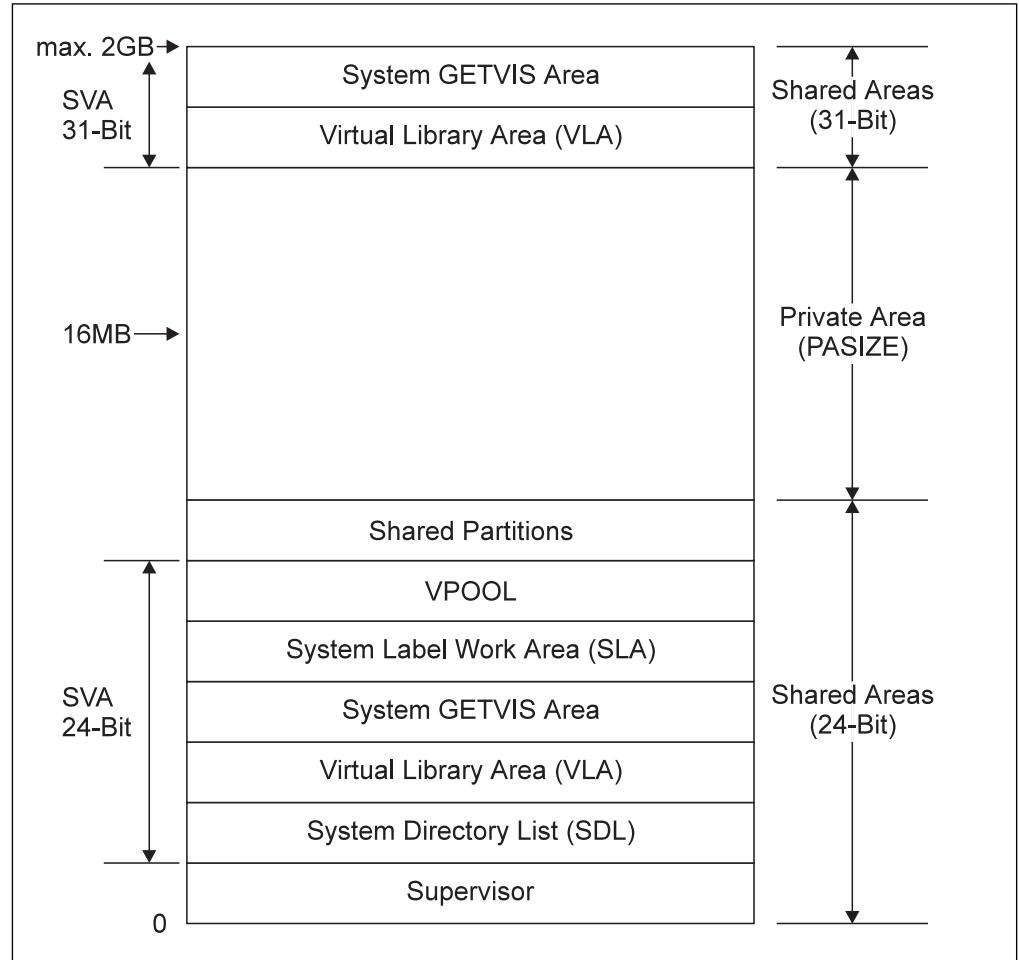 max. 2GB
System GETVIS Area
SVA
31-Bit
Shared Areas
(31-Bit)
Virtual Library Area (VLA)
16MB
Private Area
(PASIZE)
Shared Partitions
VPOOL
System Label Work Area (SLA)
SVA
24-Bit
System GETVIS Area
Shared Areas
(24-Bit)
Virtual Library Area (VLA)
System Directory List (SDL)
Supervisor
0